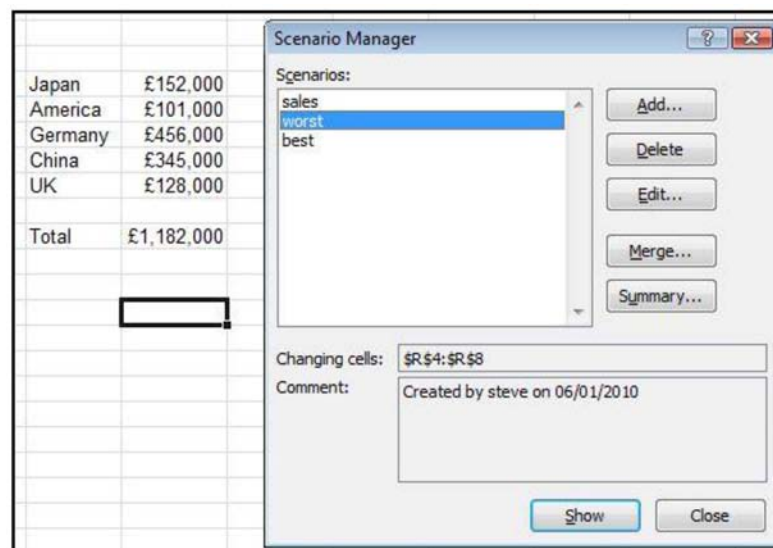 Japan £152,000
America £101,000
Germany £456,000
China £345,000
UK £128,000
Total £1,182,000
Scenario Manager
Scenarios:
sales
worst
best
Add...
Delete
Edit...
Merge...
Summary...
Changing cells: $R$4:$R$8
Comment: Created by steve on 06/01/2010
Show Close